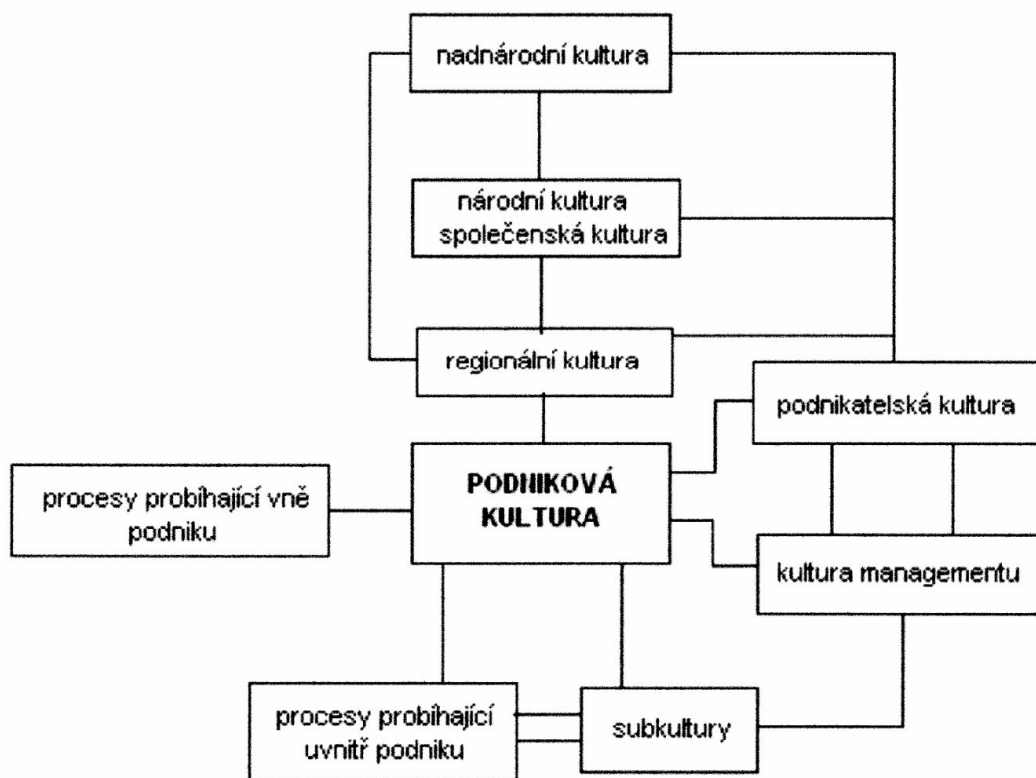 nadnárodní kultura
národní kultura
společenská kultura
regionální kultura
podnikatelská kultura
PODNIKOVÁ
KULTURA
procesy probíhající vně
podniku
kultura managementu
procesy probíhající
uvnitř podniku
subkultury